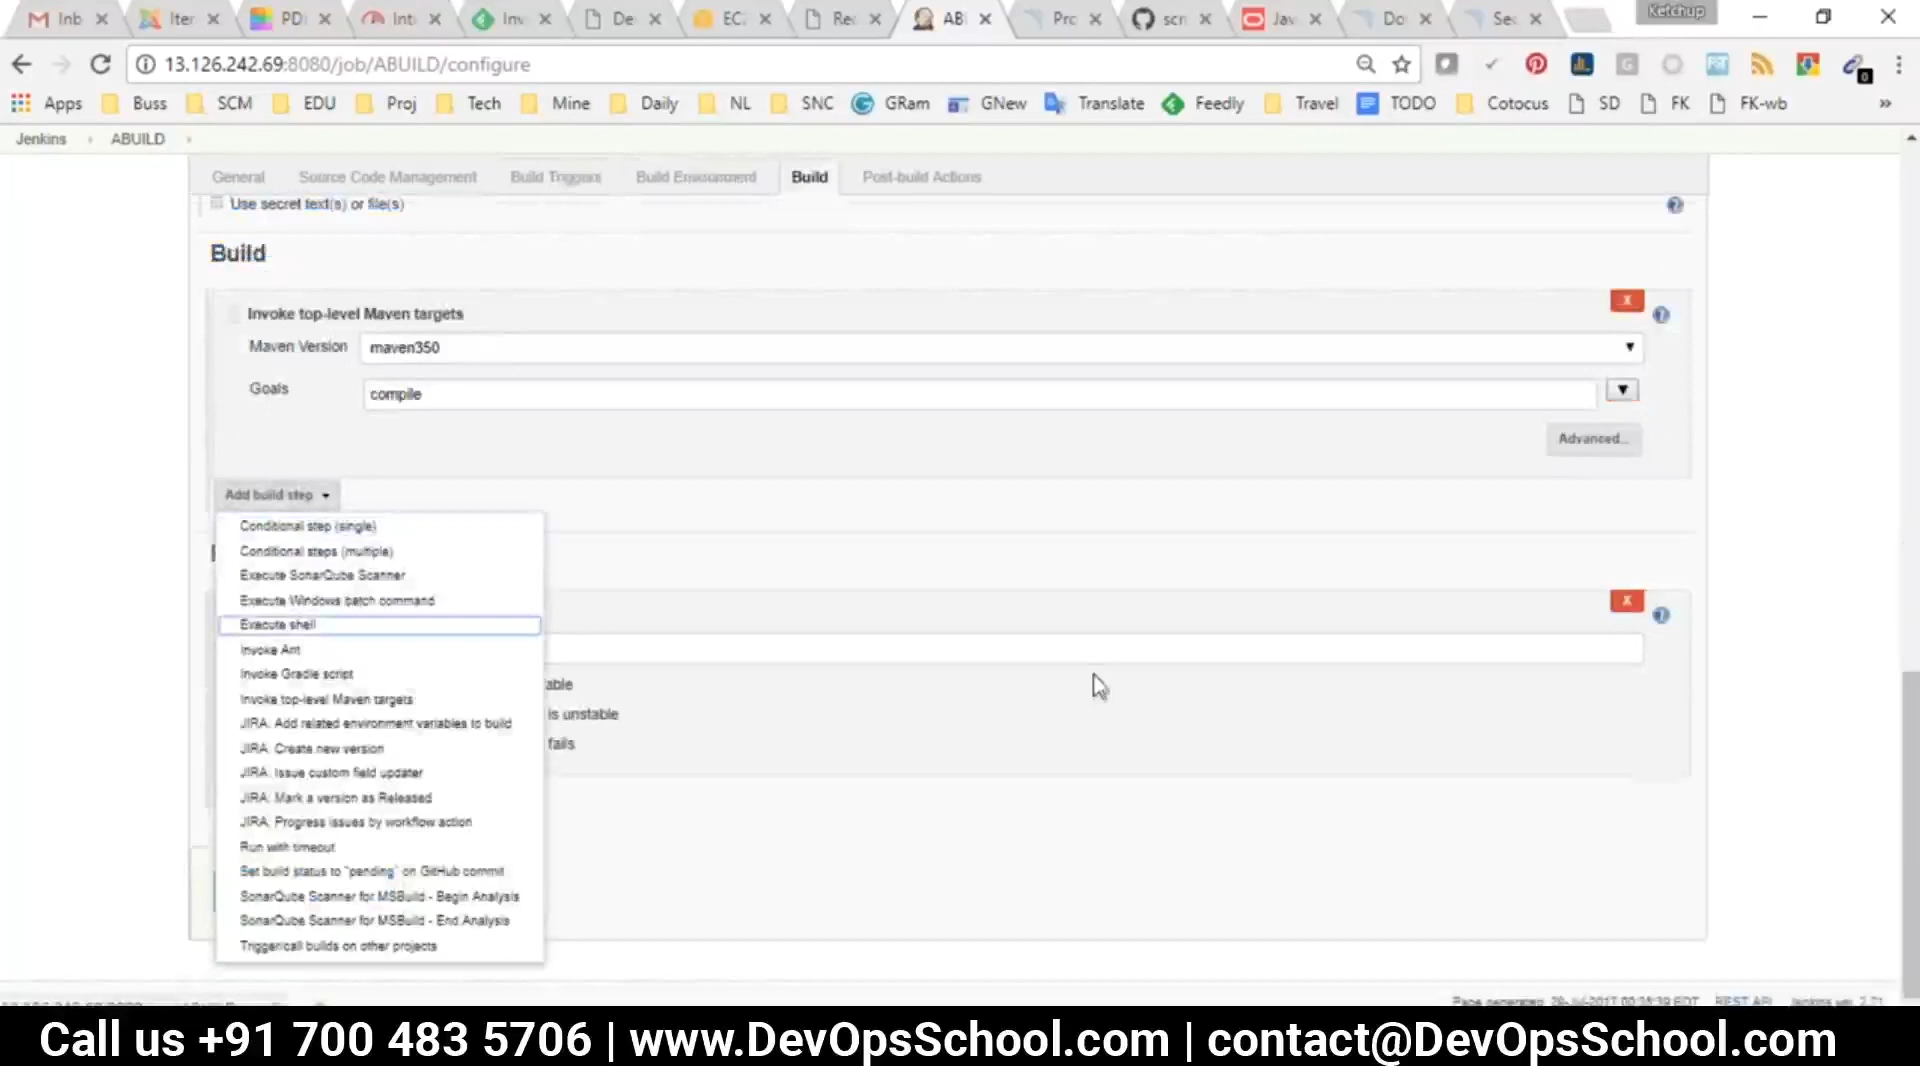 Inb
Iter
PD
Int
Inv
De
EC
Re
AB
Pro
scn
Jav
Do
Sec
Ketchup
13.126.242.69:8080/job/ABUILD/configure
Apps
Buss
SCM
EDU
Proj
Tech
Mine
Daily
NL
SNC
GRam
GNew
Translate
Feedly
Travel
TODO
Cotocus
SD
FK
FK-wb
»
Jenkins
ABUILD
General
Source Code Management
Build Triggers
Build Environment
Build
Post-build Actions
Use secret text(s) or file(s)
Build
Invoke top-level Maven targets
X
Maven Version
maven350
Goals
compile
Advanced...
Add build step
Conditional step (single)
Conditional steps (multiple)
Execute SonarQube Scanner
Execute Windows batch command
X
Execute shell
Invoke Ant
Invoke Gradle script
able
Invoke top-level Maven targets
is unstable
JIRA: Add related environment variables to build
JIRA: Create new version
fails
JIRA: Issue custom field updater
JIRA: Mark a version as Released
JIRA: Progress issues by workflow action
Run with timeout
Set build status to "pending" on GitHub commit
SonarQube Scanner for MSBuild - Begin Analysis
SonarQube Scanner for MSBuild - End Analysis
Trigger/call builds on other projects
REST API
Call us +91 700 483 5706 | www.DevOpsSchool.com | contact@DevOpsSchool.com